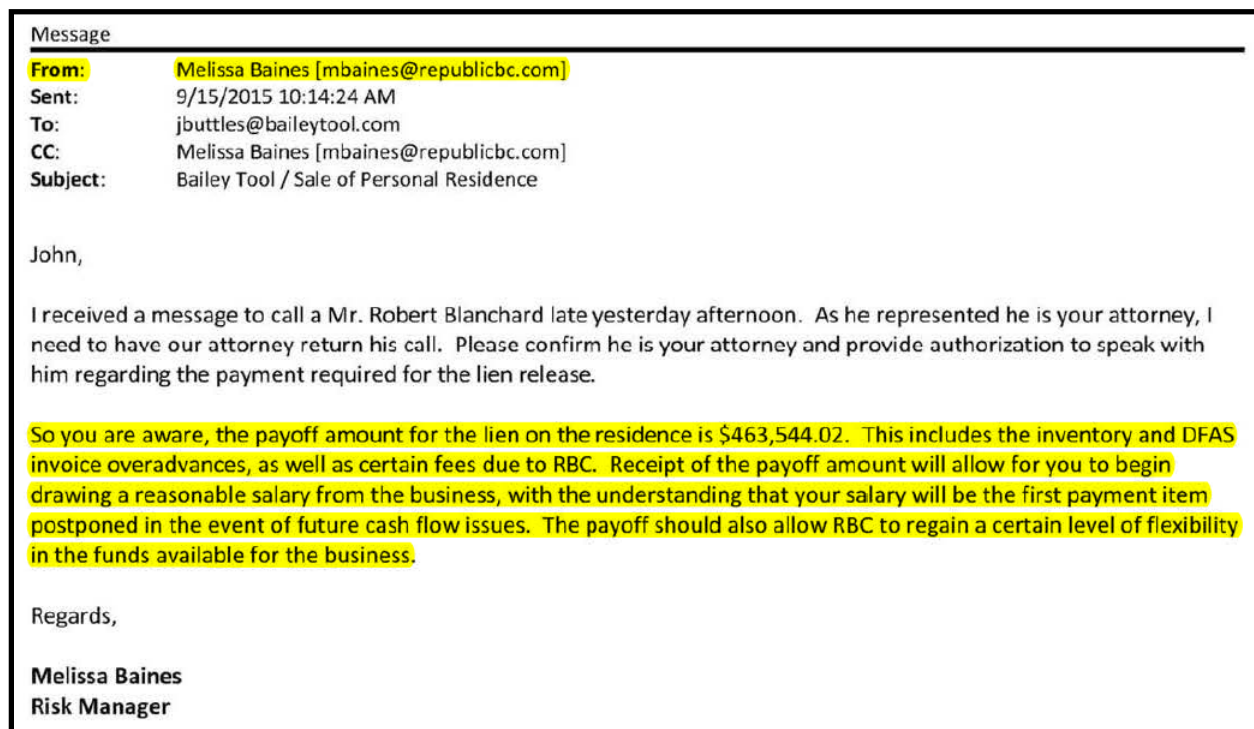 Message
From: Melissa Baines [mbaines@republicbc.com]
Sent: 9/15/2015 10:14:24 AM
To: jbuttles@baileytool.com
CC: Melissa Baines [mbaines@republicbc.com]
Subject: Bailey Tool / Sale of Personal Residence
John,
I received a message to call a Mr. Robert Blanchard late yesterday afternoon. As he represented he is your attorney, I
need to have our attorney return his call. Please confirm he is your attorney and provide authorization to speak with
him regarding the payment required for the lien release.
So you are aware, the payoff amount for the lien on the residence is $463,544.02. This includes the inventory and DFAS
invoice overadvances, as well as certain fees due to RBC. Receipt of the payoff amount will allow for you to begin
drawing a reasonable salary from the business, with the understanding that your salary will be the first payment item
postponed in the event of future cash flow issues. The payoff should also allow RBC to regain a certain level of flexibility
in the funds available for the business.
Regards,
Melissa Baines
Risk Manager